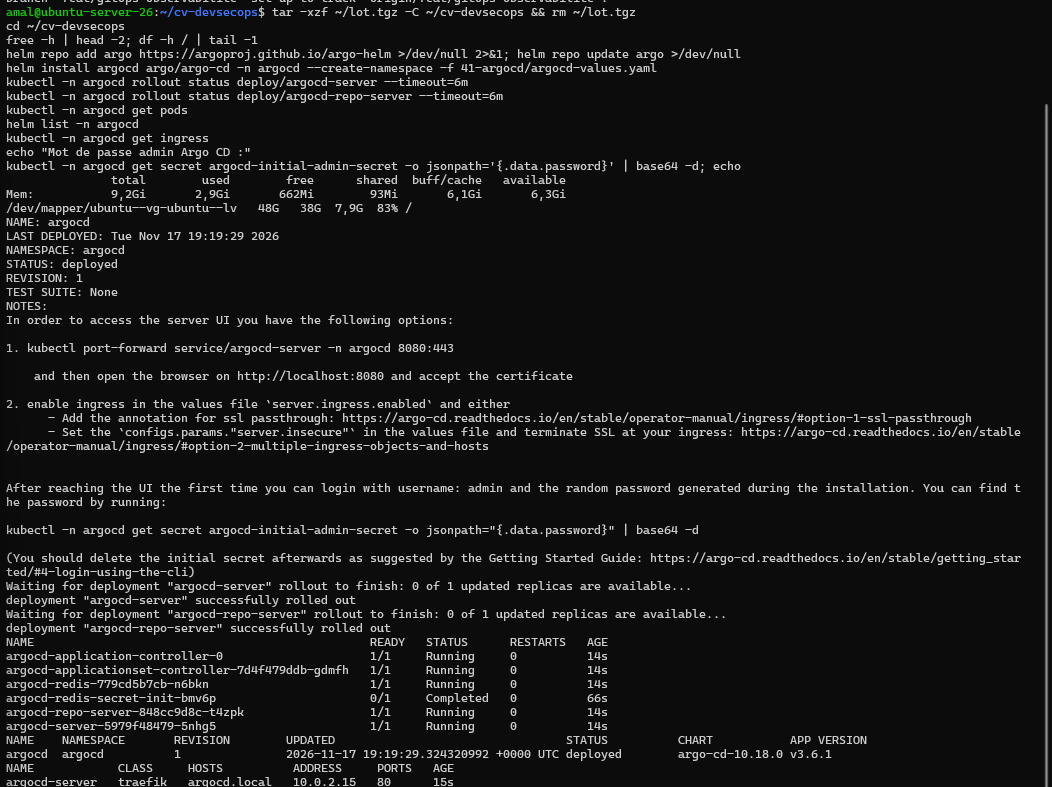 amal@ubuntu-server-26:~/cv-devsecops$ tar -xzf ~/lot.tgz -C ~/cv-devsecops && rm ~/lot.tgz
cd ~/cv-devsecops
free -h | head -2; df -h / | tail -1
helm repo add argo https://argoproj.github.io/argo-helm >/dev/null 2>&1; helm repo update argo >/dev/null
helm install argocd argo/argo-cd -n argocd --create-namespace -f 41-argocd/argocd-values.yaml
kubectl -n argocd rollout status deploy/argocd-server --timeout=6m
kubectl -n argocd rollout status deploy/argocd-repo-server --timeout=6m
kubectl -n argocd get pods
helm list -n argocd
kubectl -n argocd get ingress
echo "Mot de passe admin Argo CD :"
kubectl -n argocd get secret argocd-initial-admin-secret -o jsonpath='{.data.password}' | base64 -d; echo
total used free shared buff/cache available
Mem: 9,2Gi 2,9Gi 662Mi 93Mi 6,1Gi 6,3Gi
/dev/mapper/ubuntu--vg-ubuntu--lv 48G 38G 7,9G 83% /
NAME: argocd
LAST DEPLOYED: Tue Nov 17 19:19:29 2026
NAMESPACE: argocd
STATUS: deployed
REVISION: 1
TEST SUITE: None
NOTES:
In order to access the server UI you have the following options:
1. kubectl port-forward service/argocd-server -n argocd 8080:443
and then open the browser on http://localhost:8080 and accept the certificate
2. enable ingress in the values file `server.ingress.enabled` and either
- Add the annotation for ssl passthrough: https://argo-cd.readthedocs.io/en/stable/operator-manual/ingress/#option-1-ssl-passthrough
- Set the `configs.params."server.insecure"` in the values file and terminate SSL at your ingress: https://argo-cd.readthedocs.io/en/stable
/operator-manual/ingress/#option-2-multiple-ingress-objects-and-hosts
After reaching the UI the first time you can login with username: admin and the random password generated during the installation. You can find t
he password by running:
kubectl -n argocd get secret argocd-initial-admin-secret -o jsonpath="{.data.password}" | base64 -d
(You should delete the initial secret afterwards as suggested by the Getting Started Guide: https://argo-cd.readthedocs.io/en/stable/getting_star
ted/#4-login-using-the-cli)
Waiting for deployment "argocd-server" rollout to finish: 0 of 1 updated replicas are available...
deployment "argocd-server" successfully rolled out
Waiting for deployment "argocd-repo-server" rollout to finish: 0 of 1 updated replicas are available...
deployment "argocd-repo-server" successfully rolled out
NAME READY STATUS RESTARTS AGE
argocd-application-controller-0 1/1 Running 0 14s
argocd-applicationset-controller-7d4f479ddb-gdmfh 1/1 Running 0 14s
argocd-redis-779cd5b7cb-n6bkn 1/1 Running 0 14s
argocd-redis-secret-init-bmv6p 0/1 Completed 0 66s
argocd-repo-server-848cc9d8c-t4zpk 1/1 Running 0 14s
argocd-server-5979f48479-5nhg5 1/1 Running 0 14s
NAME NAMESPACE REVISION UPDATED STATUS CHART APP VERSION
argocd argocd 1 2026-11-17 19:19:29.324320992 +0000 UTC deployed argo-cd-10.18.0 v3.6.1
NAME CLASS HOSTS ADDRESS PORTS AGE
argocd-server traefik argocd.local 10.0.2.15 80 15s